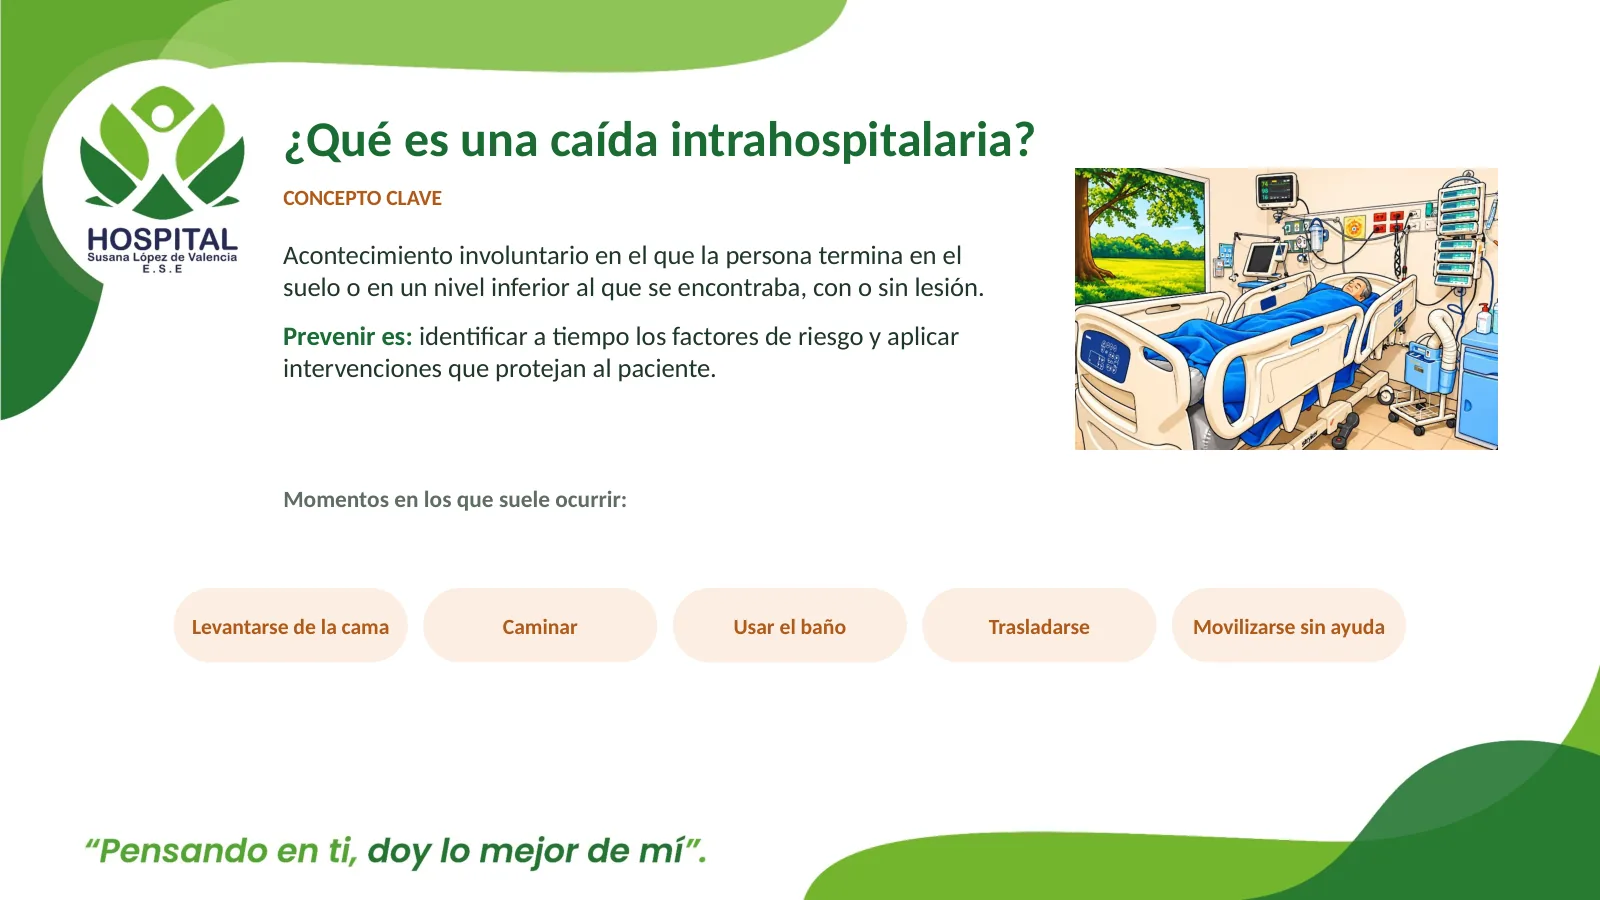 HOSPITAL
Susana López de Valencia
E.S.E
¿Qué es una caída intrahospitalaria?
CONCEPTO CLAVE
Acontecimiento involuntario en el que la persona termina en el
suelo o en un nivel inferior al que se encontraba, con o sin lesión.
Prevenir es: identificar a tiempo los factores de riesgo y aplicar
intervenciones que protejan al paciente.
Momentos en los que suele ocurrir:
Levantarse de la cama
Caminar
Usar el baño
Trasladarse
Movilizarse sin ayuda
“Pensando en ti, doy lo mejor de mí”.